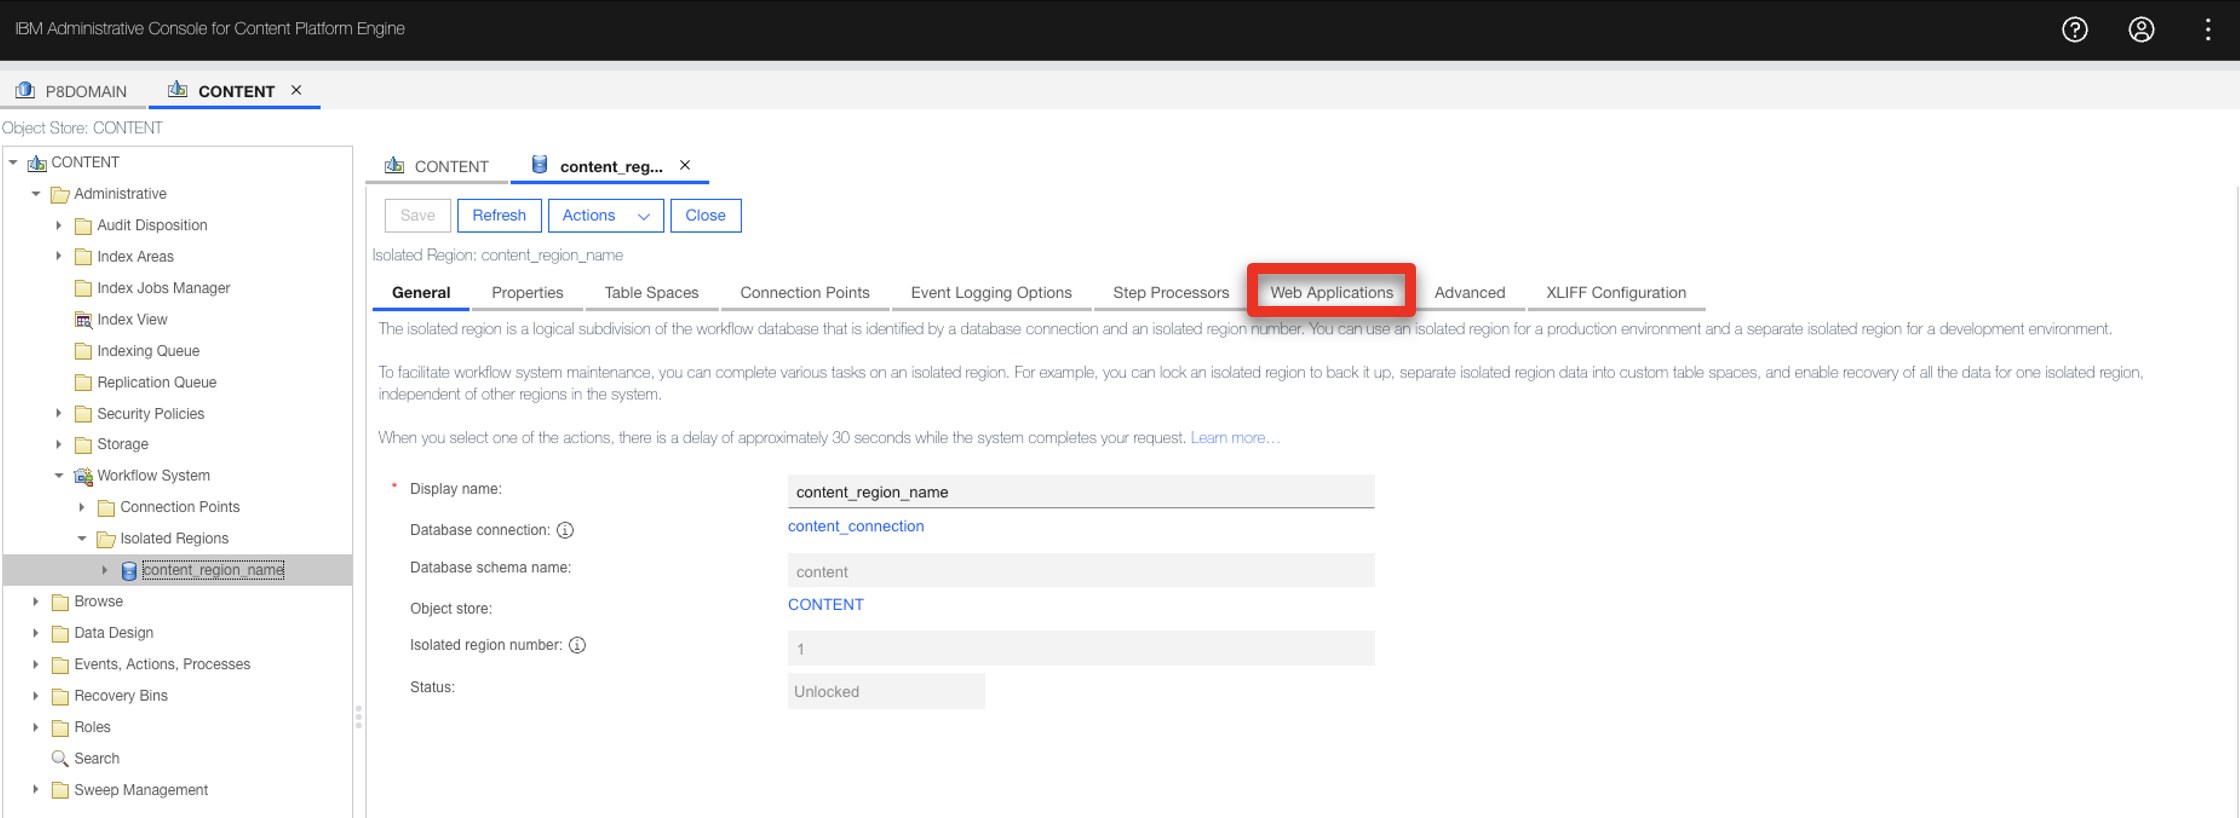 IBM Administrative Console for Content Platform Engine
P8DOMAIN
CONTENT
Object Store: CONTENT
CONTENT
Administrative
Audit Disposition
Index Areas
Index Jobs Manager
Index View
Indexing Queue
Replication Queue
Security Policies
Storage
Workflow System
Connection Points
Isolated Regions
content_region_name
Browse
Data Design
Events, Actions, Processes
Recovery Bins
Roles
Search
Sweep Management
CONTENT
content_reg...
Save Refresh Actions Close
Isolated Region: content_region_name
General Properties Table Spaces Connection Points Event Logging Options Step Processors Web Applications Advanced XLIFF Configuration
The isolated region is a logical subdivision of the workflow database that is identified by a database connection and an isolated region number. You can use an isolated region for a production environment and a separate isolated region for a development environment.
To facilitate workflow system maintenance, you can complete various tasks on an isolated region. For example, you can lock an isolated region to back it up, separate isolated region data into custom table spaces, and enable recovery of all the data for one isolated region,
independent of other regions in the system.
When you select one of the actions, there is a delay of approximately 30 seconds while the system completes your request. Learn more...
* Display name: content_region_name
Database connection: content_connection
Database schema name: content
Object store: CONTENT
Isolated region number: 1
Status: Unlocked